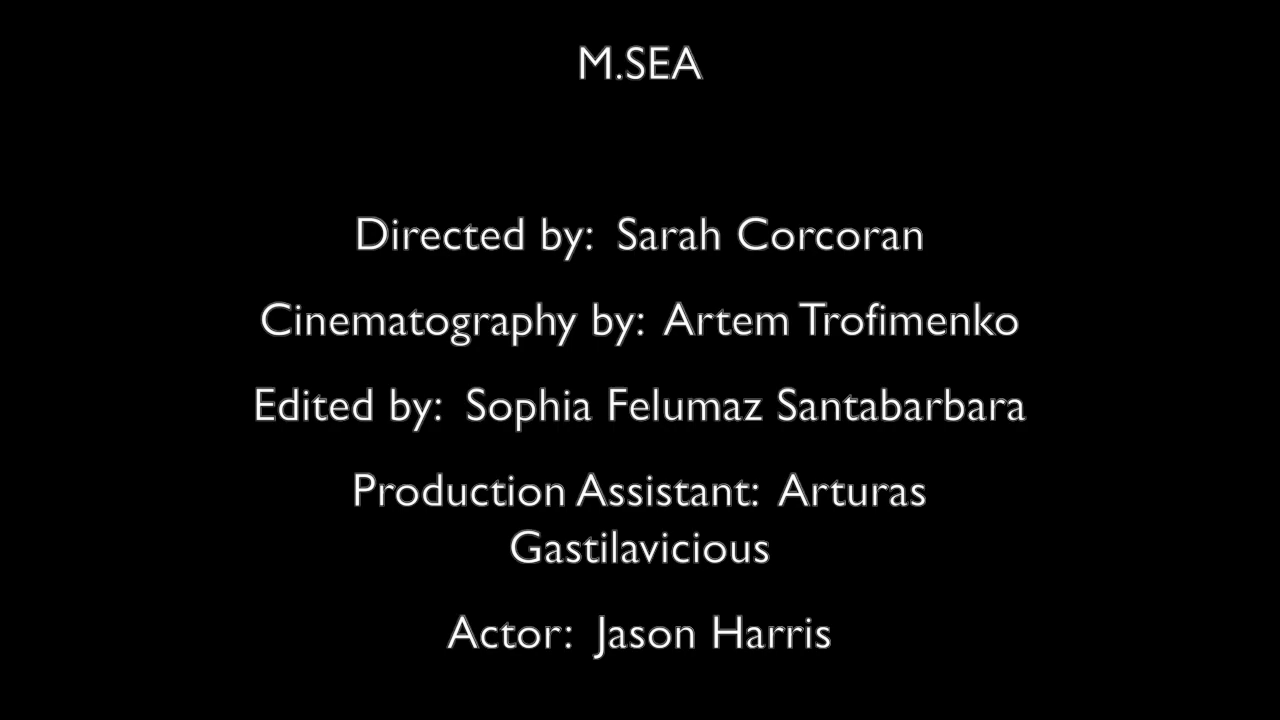 M.SEA
Directed by:  Sarah Corcoran
Cinematography by:  Artem Trofimenko
Edited by:  Sophia Felumaz Santabarbara
Production Assistant:  Arturas
Gastilavicious
Actor:  Jason Harris